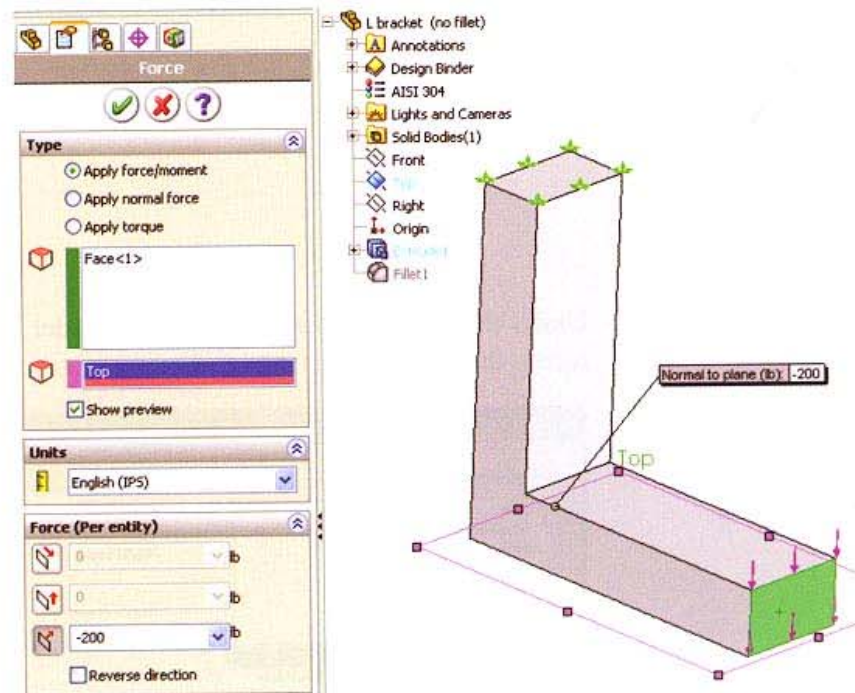 Force
Type
Apply force/moment
Apply normal force
Apply torque
Face<1>
Top
Show preview
Units
English (IPS)
Force (Per entity)
0 lb
0 lb
-200 lb
Reverse direction
L bracket (no fillet)
Annotations
Design Binder
AISI 304
Lights and Cameras
Solid Bodies(1)
Front
Top
Right
Origin
Fillet1
Normal to plane (lb): -200
Top